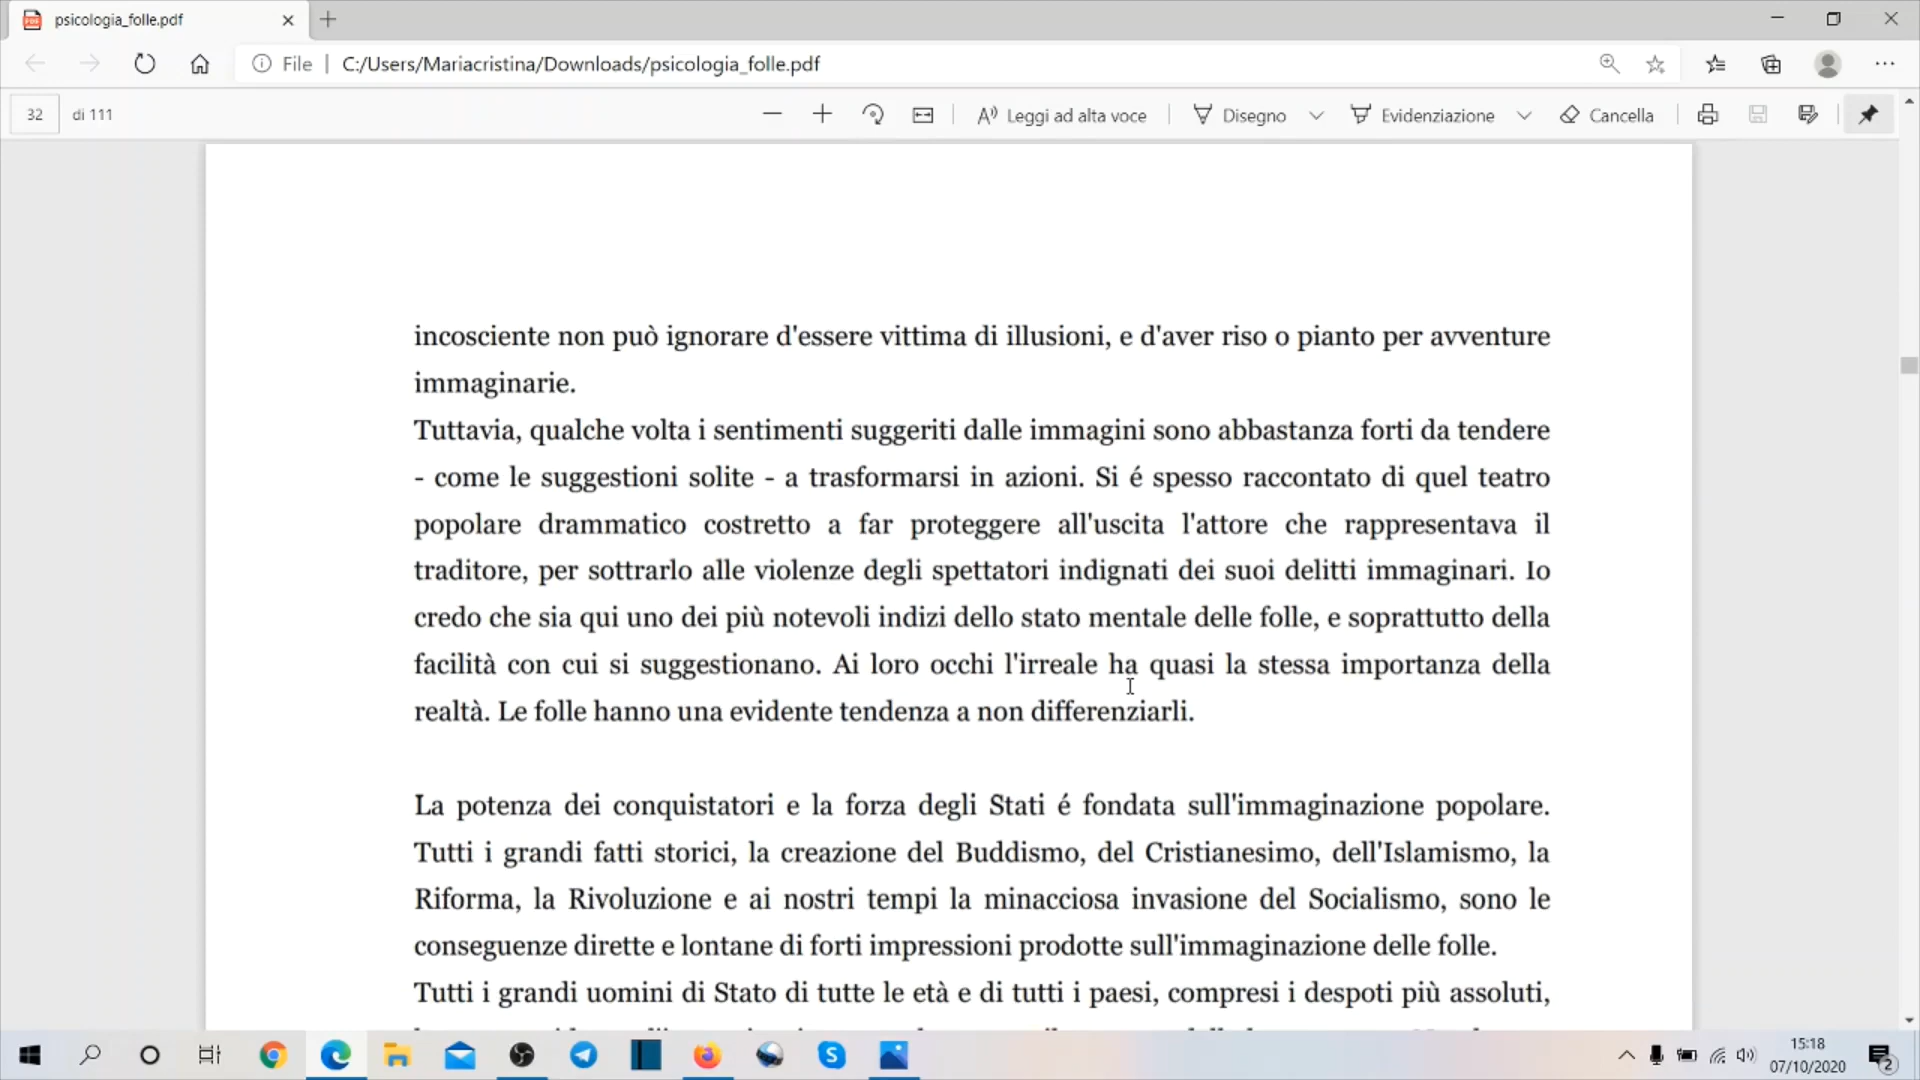 psicologia_folle.pdf
File
C:/Users/Mariacristina/Downloads/psicologia_folle.pdf
32 di 111
Leggi ad alta voce
Disegno
Evidenziazione
Cancella
incosciente non può ignorare d'essere vittima di illusioni, e d'aver riso o pianto per avventure
immaginarie.
Tuttavia, qualche volta i sentimenti suggeriti dalle immagini sono abbastanza forti da tendere
- come le suggestioni solite - a trasformarsi in azioni. Si é spesso raccontato di quel teatro
popolare drammatico costretto a far proteggere all'uscita l'attore che rappresentava il
traditore, per sottrarlo alle violenze degli spettatori indignati dei suoi delitti immaginari. Io
credo che sia qui uno dei più notevoli indizi dello stato mentale delle folle, e soprattutto della
facilità con cui si suggestionano. Ai loro occhi l'irreale ha quasi la stessa importanza della
realtà. Le folle hanno una evidente tendenza a non differenziarli.
La potenza dei conquistatori e la forza degli Stati é fondata sull'immaginazione popolare.
Tutti i grandi fatti storici, la creazione del Buddismo, del Cristianesimo, dell'Islamismo, la
Riforma, la Rivoluzione e ai nostri tempi la minacciosa invasione del Socialismo, sono le
conseguenze dirette e lontane di forti impressioni prodotte sull'immaginazione delle folle.
Tutti i grandi uomini di Stato di tutte le età e di tutti i paesi, compresi i despoti più assoluti,
15:18
07/10/2020
2